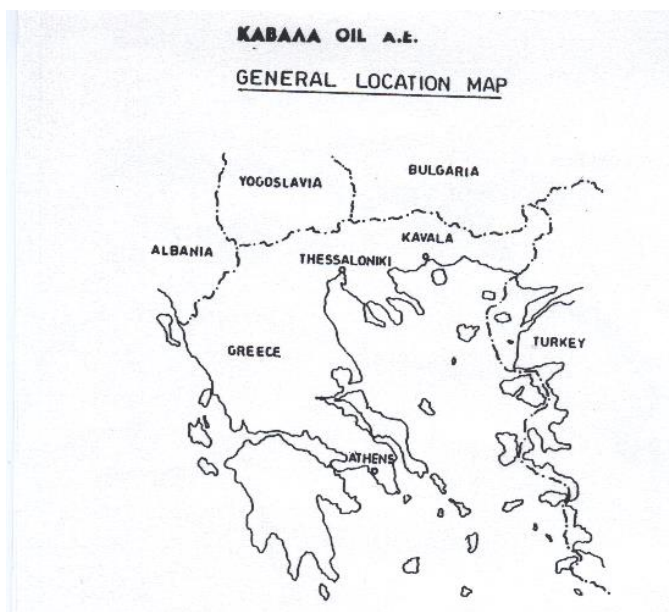 ΚΑΒΑΛΑ OIL A.E.
GENERAL LOCATION MAP
BULGARIA
YOGOSLAVIA
KAVALA
ALBANIA
THESSALONIKI
TURKEY
GREECE
ATHENS